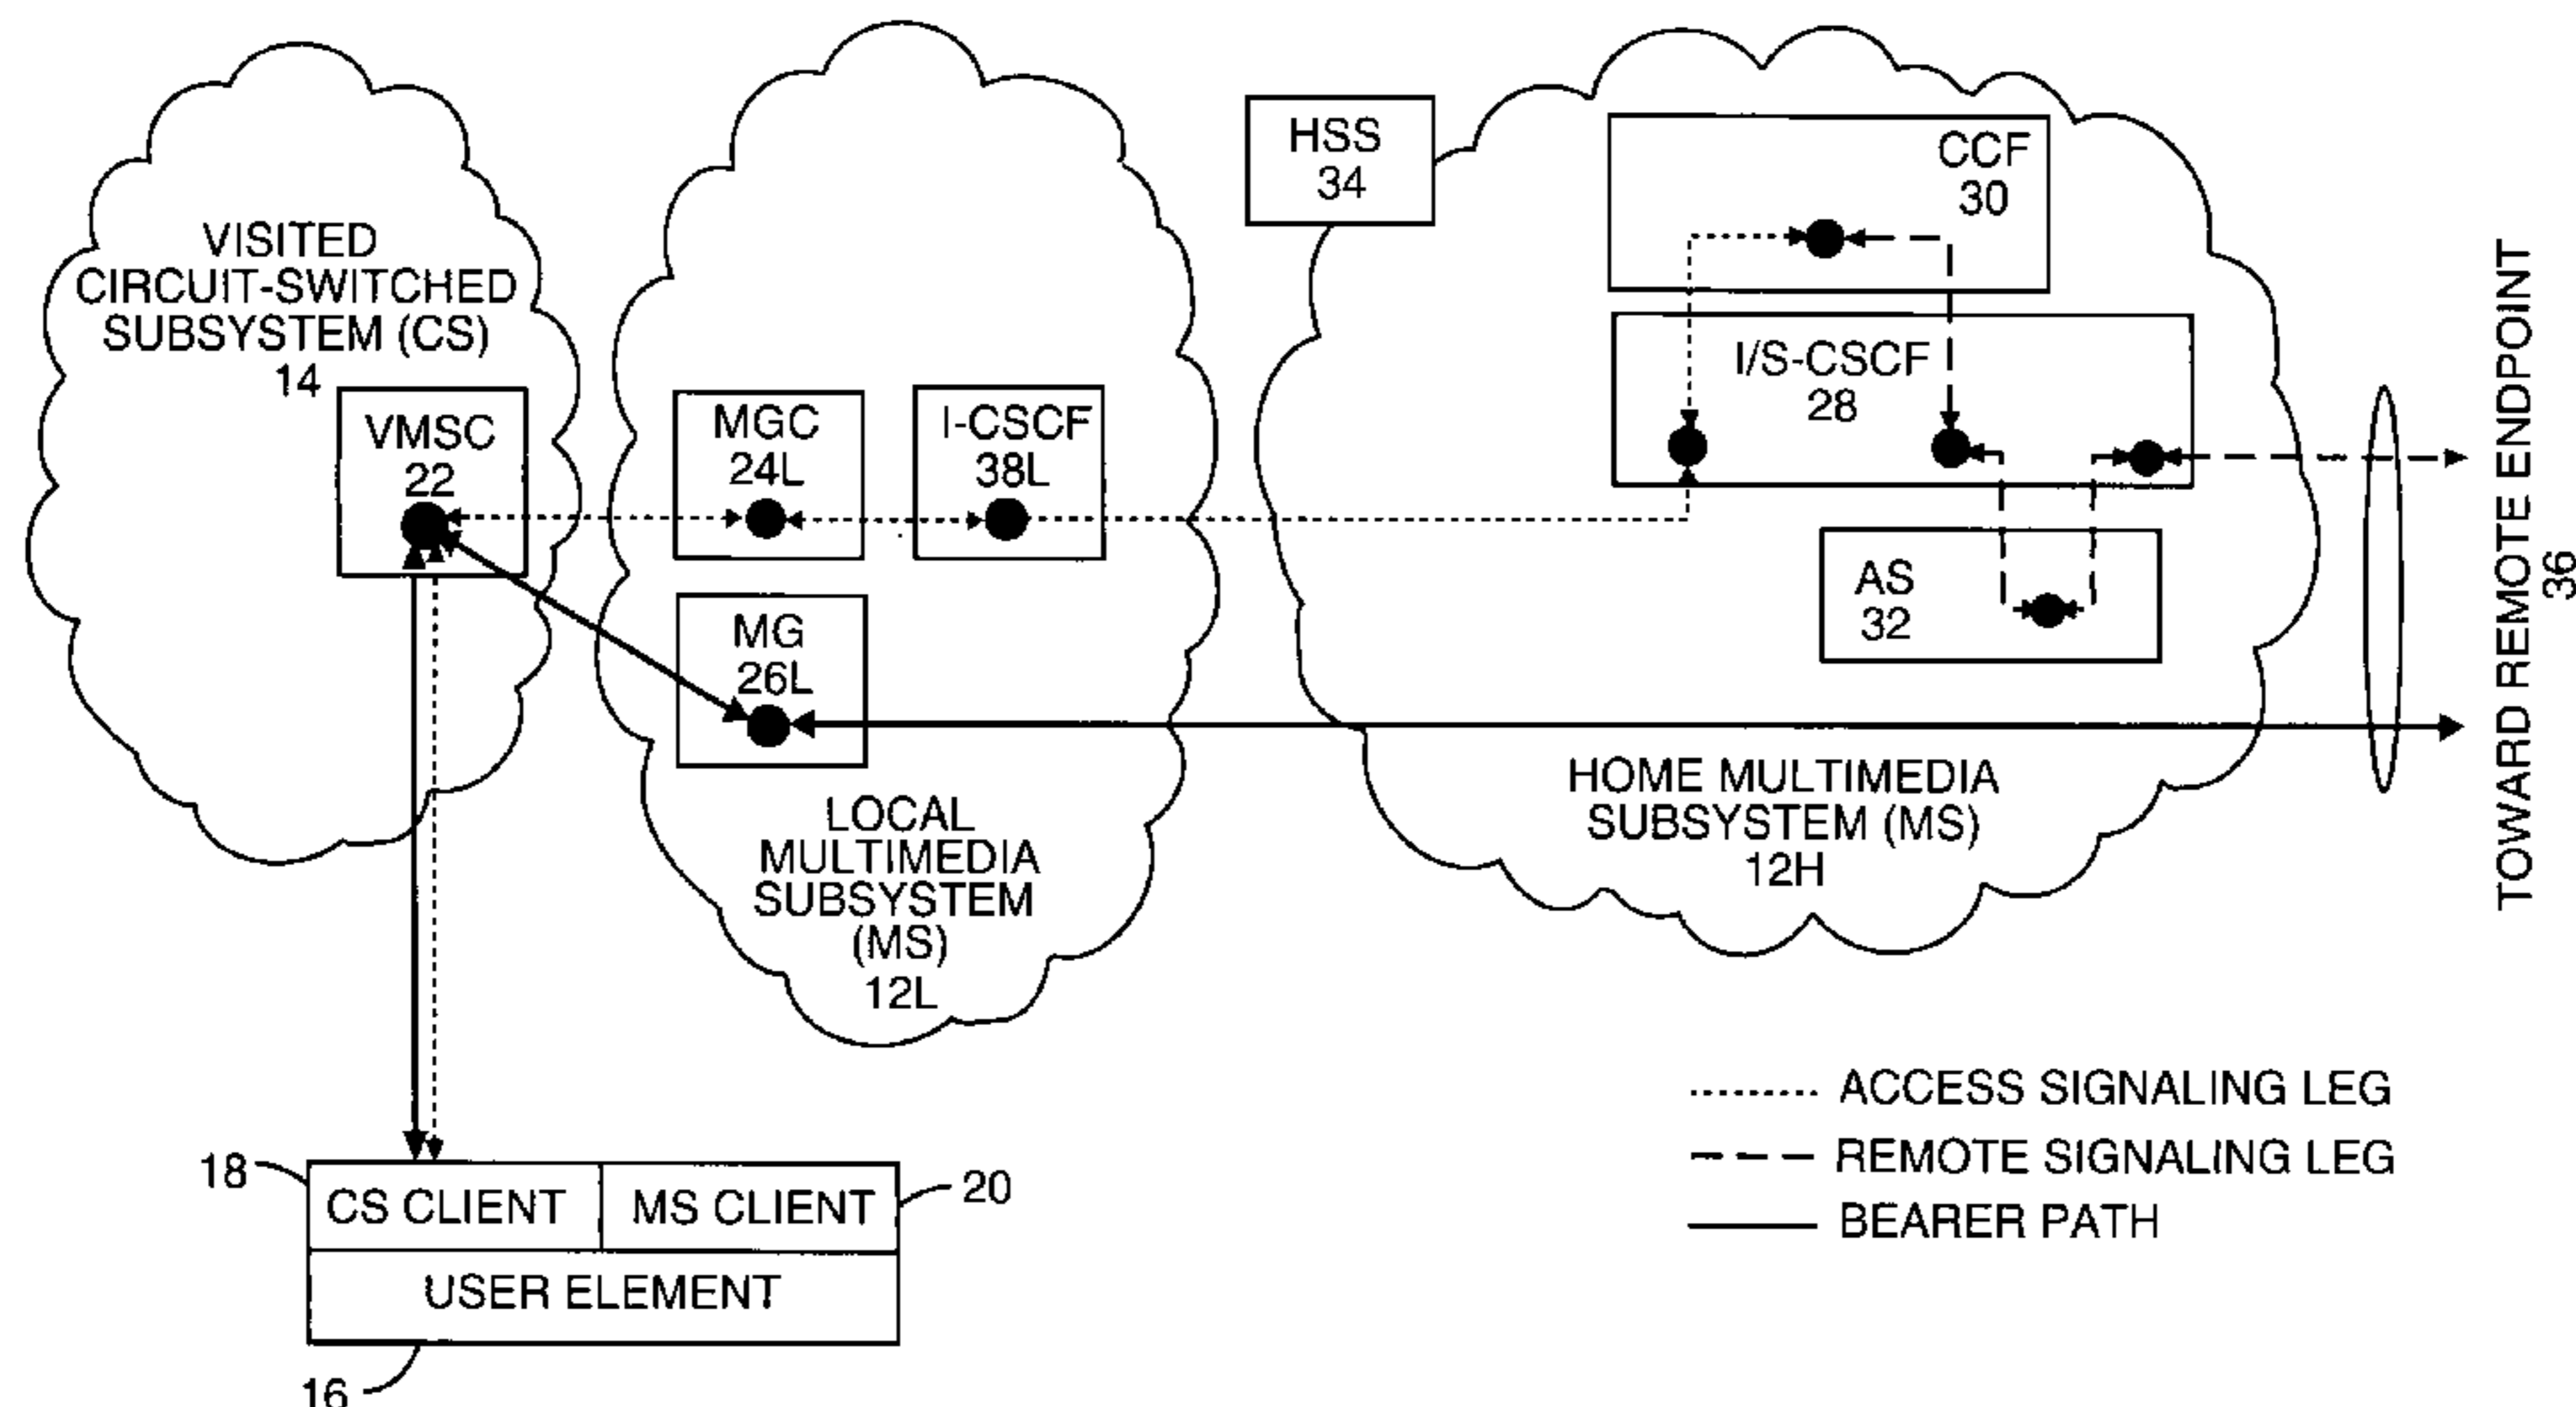 VISITED
CIRCUIT-SWITCHED
SUBSYSTEM (CS)
14
VMSC
22
MGC
24L
I-CSCF
38L
MG
26L
LOCAL
MULTIMEDIA
SUBSYSTEM
(MS)
12L
HSS
34
CCF
30
I/S-CSCF
28
AS
32
HOME MULTIMEDIA
SUBSYSTEM (MS)
12H
TOWARD REMOTE ENDPOINT
36
18
CS CLIENT
MS CLIENT
20
USER ELEMENT
16
ACCESS SIGNALING LEG
REMOTE SIGNALING LEG
BEARER PATH